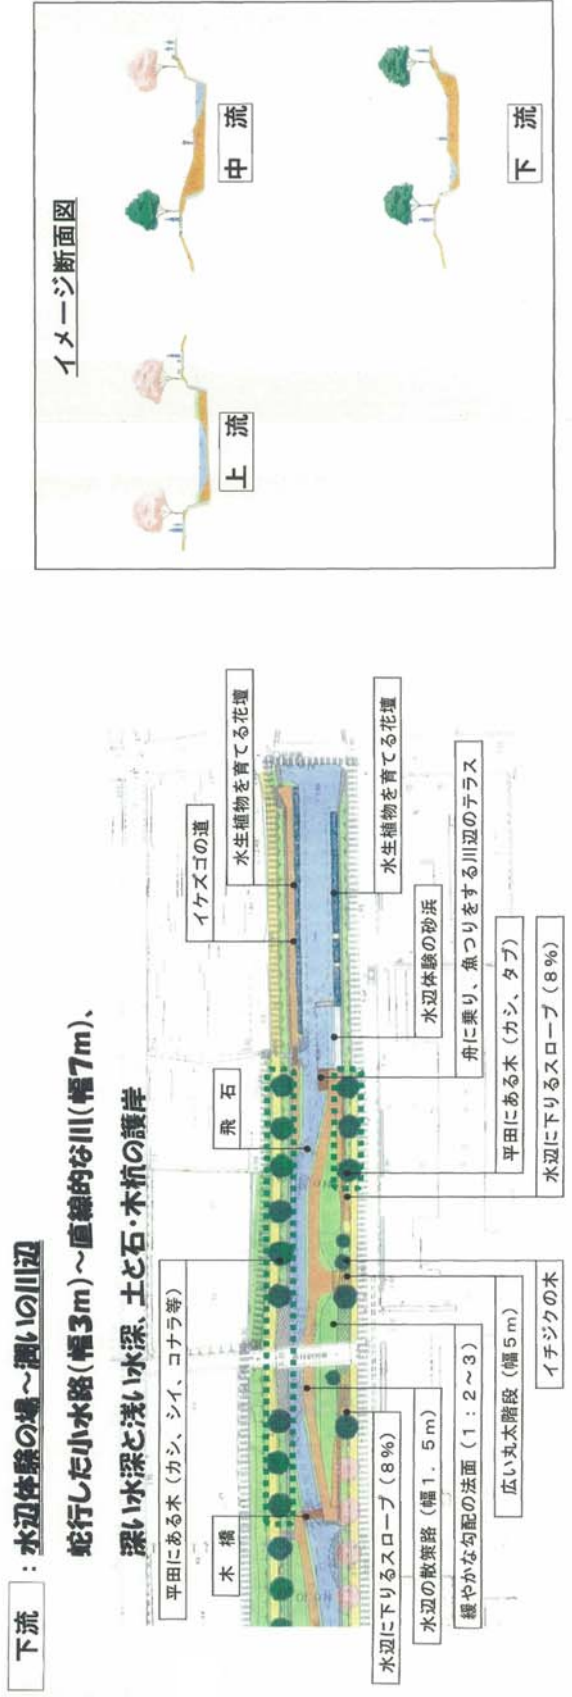 下流 ：水辺体験の場～潤いの川辺
蛇行した小水路(幅3m)～直線的な川(幅7m)、
深い水深と浅い水深、土と石・木杭の護岸
平田にある木(カシ、シイ、コナラ等)
木 橋
飛 石
イケズゴの道
水生植物を育てる花壇
水辺に下りるスロープ(8%)
水辺の散策路(幅1.5m)
緩やかな勾配の法面(1：2～3)
広い丸太階段(幅5m)
イチジクの木
水辺に下りるスロープ(8%)
平田にある木(カシ、タブ)
舟に乗り、魚つりをする川辺のテラス
水辺体験の砂浜
水生植物を育てる花壇
イメージ断面図
上 流
中 流
下 流